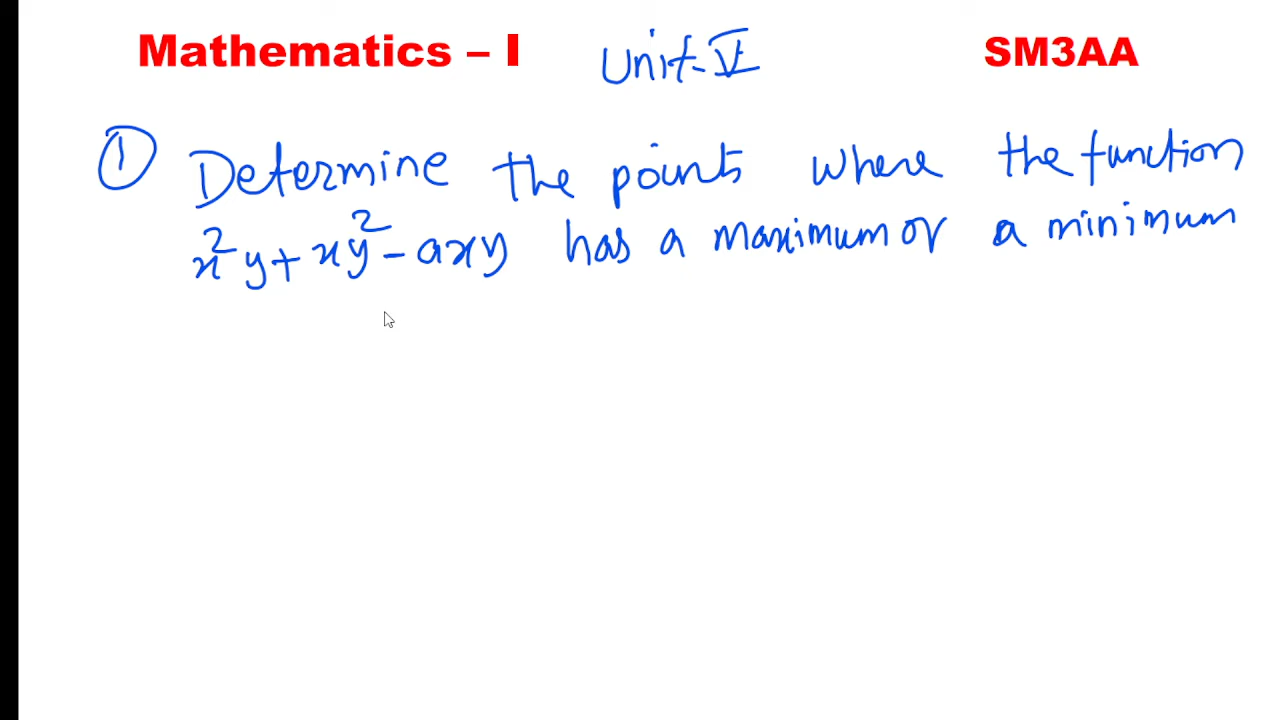 Mathematics – I Unit-V SM3AA
① Determine the points where the function
x²y + xy² - axy has a maximum or a minimum